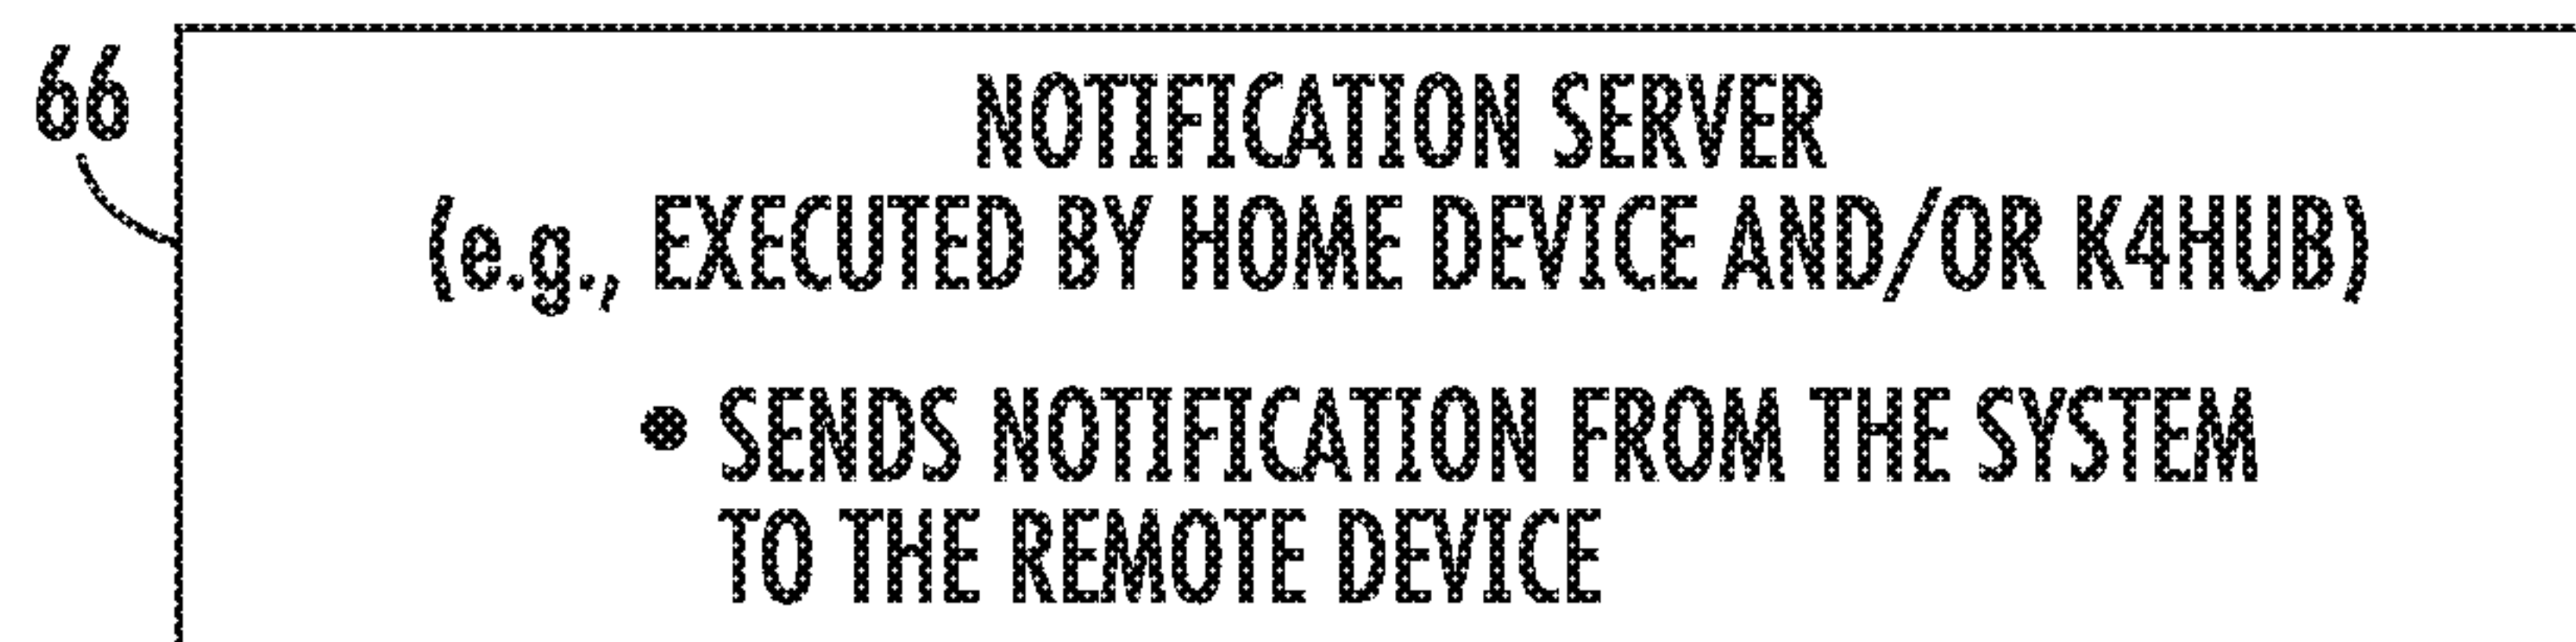 66
NOTIFICATION SERVER
(e.g., EXECUTED BY HOME DEVICE AND/OR K4HUB)
• SENDS NOTIFICATION FROM THE SYSTEM
TO THE REMOTE DEVICE